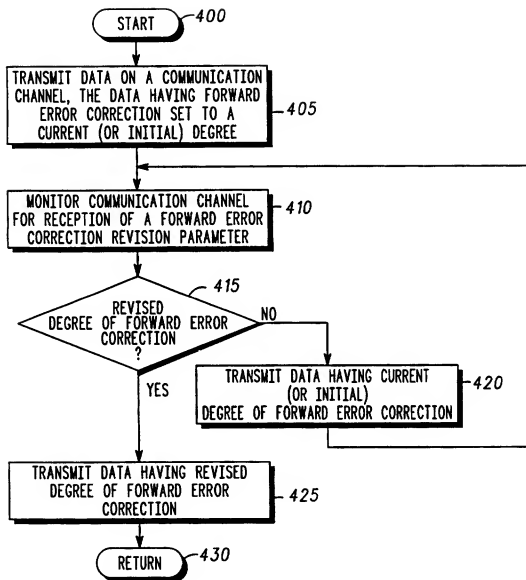 START
400
TRANSMIT DATA ON A COMMUNICATION
CHANNEL, THE DATA HAVING FORWARD
ERROR CORRECTION SET TO A
CURRENT (OR INITIAL) DEGREE
405
MONITOR COMMUNICATION CHANNEL
FOR RECEPTION OF A FORWARD ERROR
CORRECTION REVISION PARAMETER
410
415
REVISED
DEGREE OF FORWARD ERROR
CORRECTION
?
NO
YES
TRANSMIT DATA HAVING CURRENT
(OR INITIAL)
DEGREE OF FORWARD ERROR CORRECTION
420
TRANSMIT DATA HAVING REVISED
DEGREE OF FORWARD ERROR
CORRECTION
425
RETURN
430